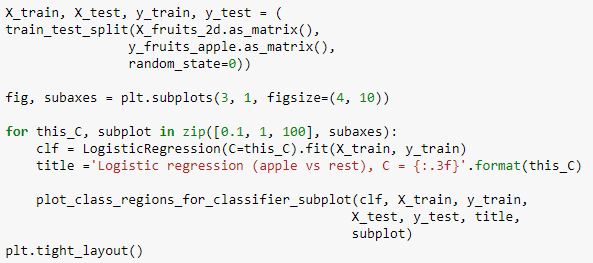 X_train, X_test, y_train, y_test = (
train_test_split(X_fruits_2d.as_matrix(),
                y_fruits_apple.as_matrix(),
                random_state=0))

fig, subaxes = plt.subplots(3, 1, figsize=(4, 10))

for this_C, subplot in zip([0.1, 1, 100], subaxes):
    clf = LogisticRegression(C=this_C).fit(X_train, y_train)
    title ='Logistic regression (apple vs rest), C = {:.3f}'.format(this_C)

    plot_class_regions_for_classifier_subplot(clf, X_train, y_train,
                                              X_test, y_test, title,
                                              subplot)
plt.tight_layout()